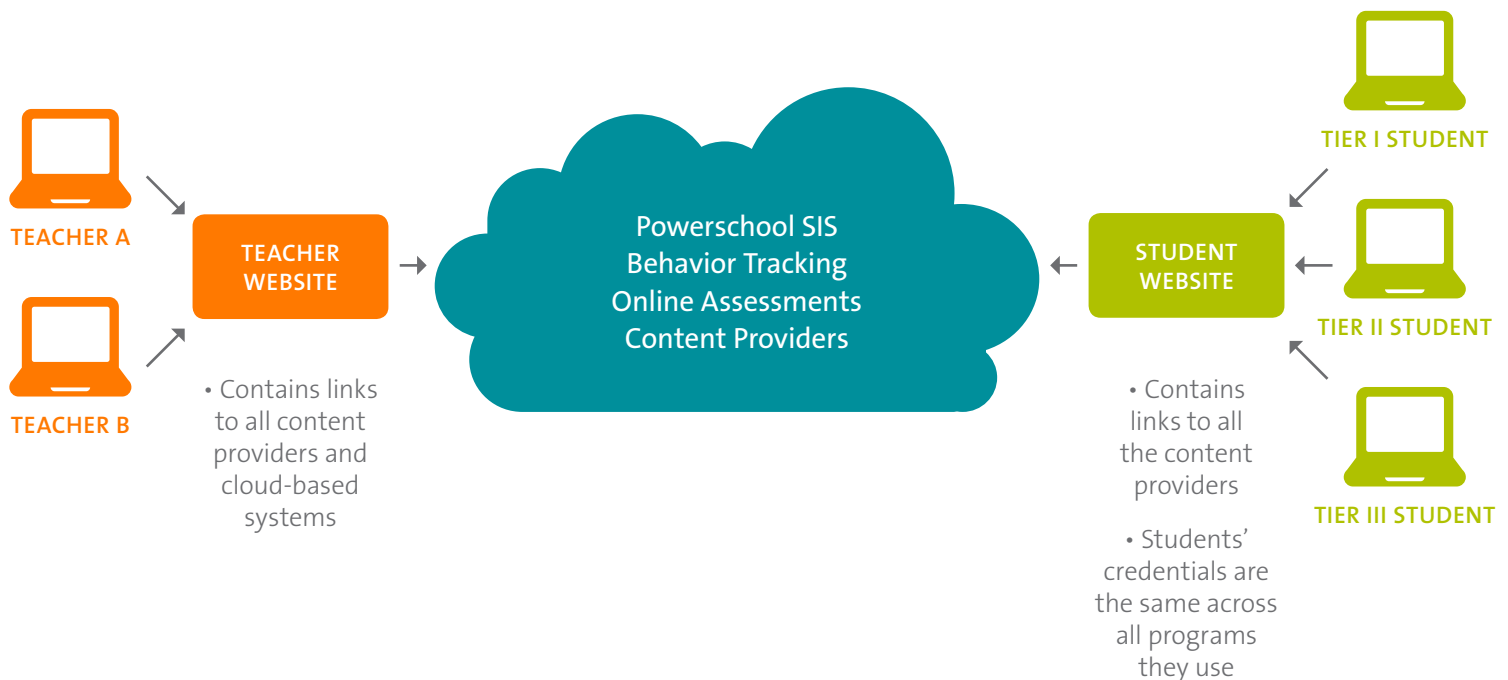 TEACHER A
TEACHER B
TEACHER
WEBSITE
• Contains links
to all content
providers and
cloud-based
systems
Powerschool SIS
Behavior Tracking
Online Assessments
Content Providers
STUDENT
WEBSITE
• Contains
links to all
the content
providers
• Students’
credentials are
the same across
all programs
they use
TIER I STUDENT
TIER II STUDENT
TIER III STUDENT